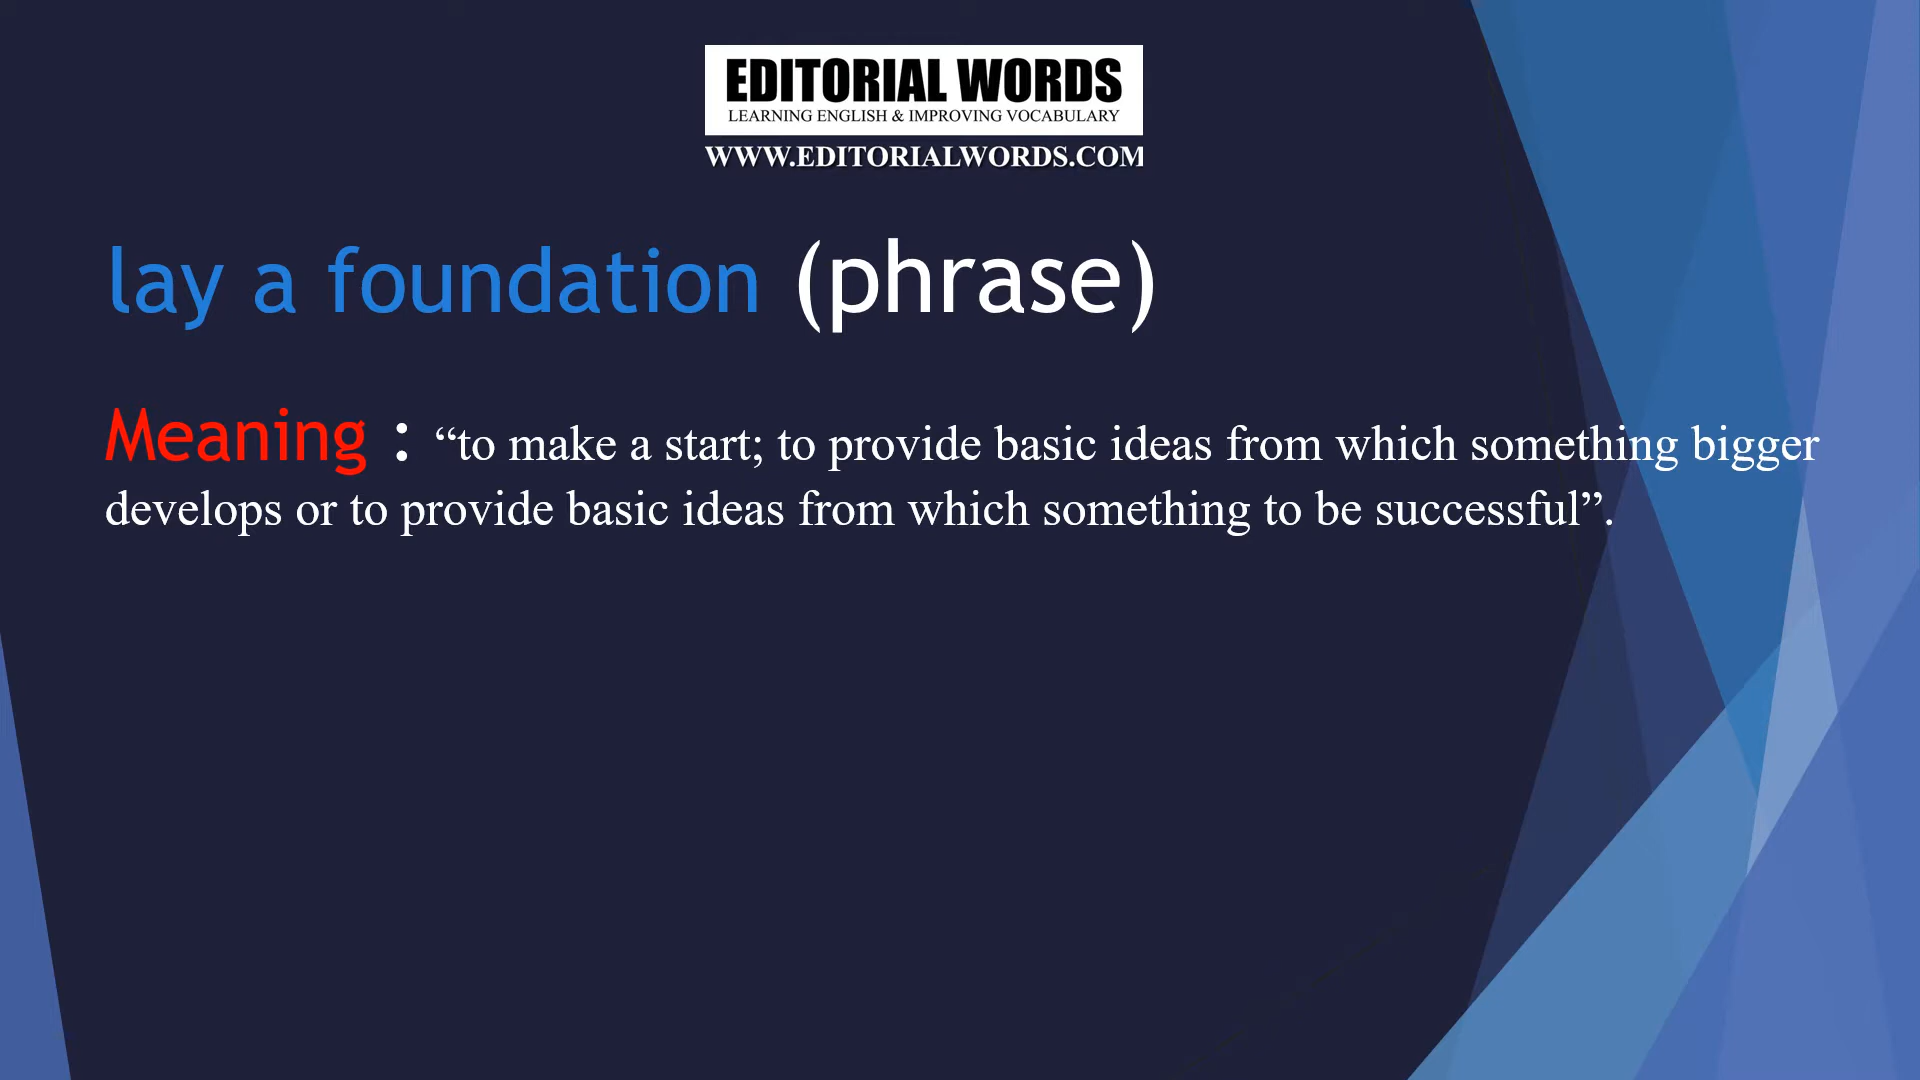 EDITORIAL WORDS
LEARNING ENGLISH & IMPROVING VOCABULARY
WWW.EDITORIALWORDS.COM
lay a foundation (phrase)
Meaning : “to make a start; to provide basic ideas from which something bigger
develops or to provide basic ideas from which something to be successful”.